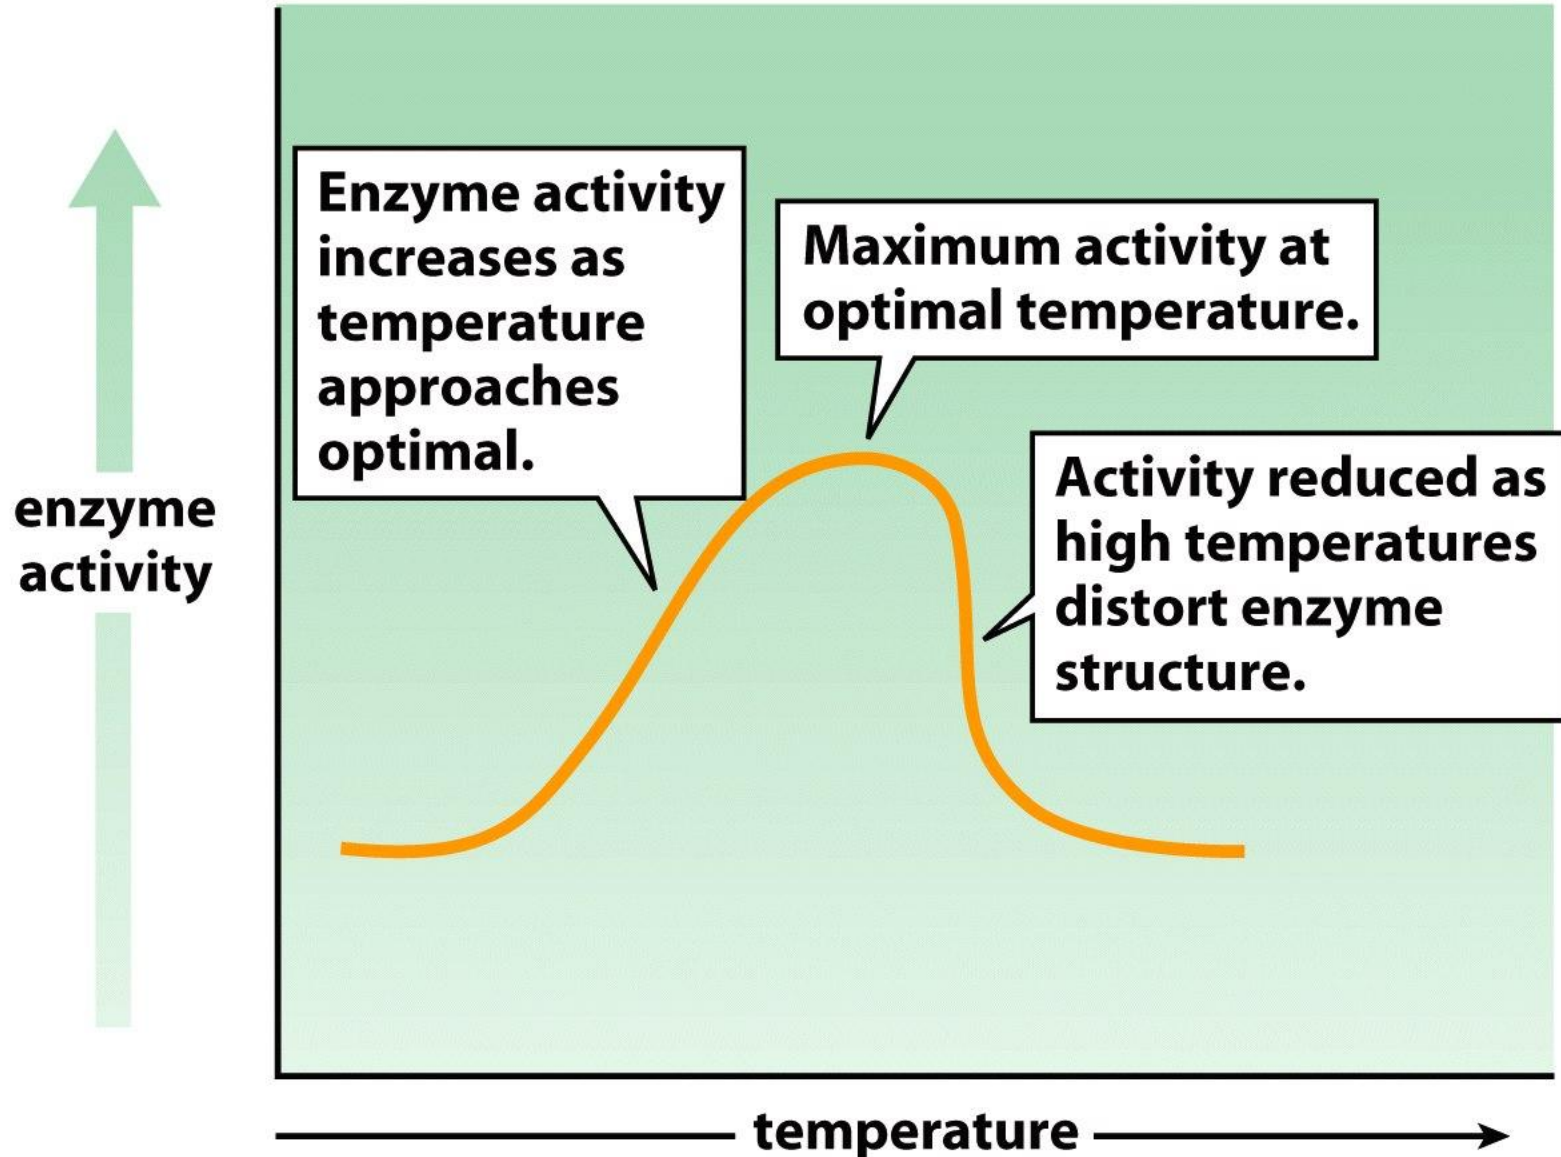 Enzyme activity
increases as
temperature
approaches
optimal.
Maximum activity at
optimal temperature.
Activity reduced as
high temperatures
distort enzyme
structure.
enzyme
activity
temperature